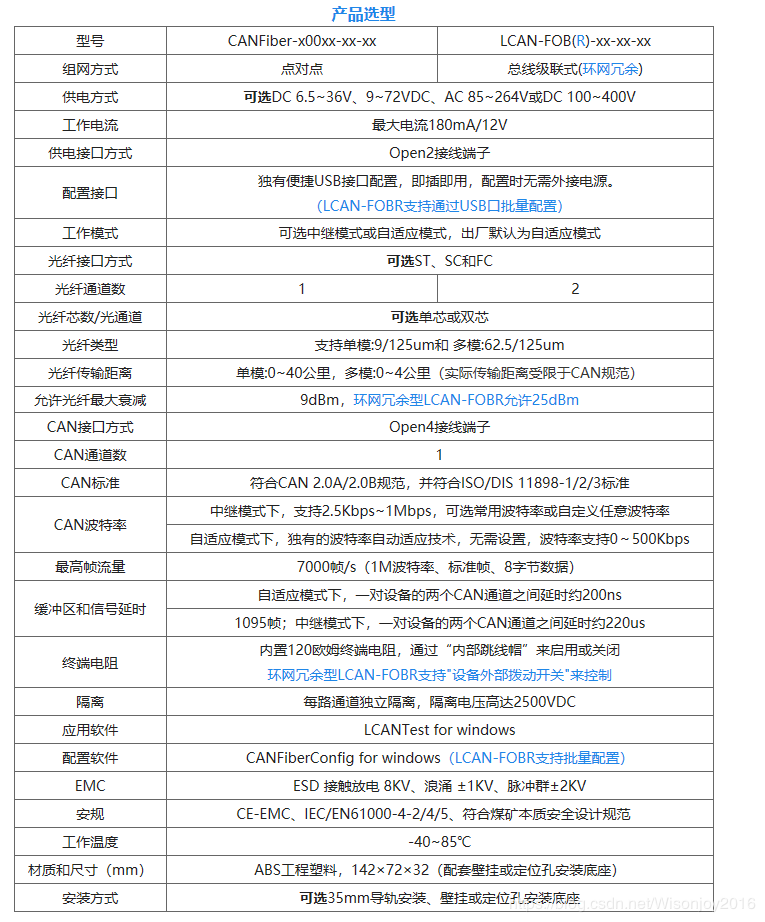 产品选型
型号 CANFiber-x00xx-xx-xx LCAN-FOB(R)-xx-xx-xx
组网方式 点对点 总线级联式(环网冗余)
供电方式 可选DC 6.5~36V、9~72VDC、AC 85~264V或DC 100~400V
工作电流 最大电流180mA/12V
供电接口方式 Open2接线端子
配置接口 独有便捷USB接口配置，即插即用，配置时无需外接电源。
（LCAN-FOBR支持通过USB口批量配置）
工作模式 可选中继模式或自适应模式，出厂默认为自适应模式
光纤接口方式 可选ST、SC和FC
光纤通道数 1 2
光纤芯数/光通道 可选单芯或双芯
光纤类型 支持单模:9/125um和 多模:62.5/125um
光纤传输距离 单模:0~40公里，多模:0~4公里（实际传输距离受限于CAN规范）
允许光纤最大衰减 9dBm，环网冗余型LCAN-FOBR允许25dBm
CAN接口方式 Open4接线端子
CAN通道数 1
CAN标准 符合CAN 2.0A/2.0B规范，并符合ISO/DIS 11898-1/2/3标准
CAN波特率 中继模式下，支持2.5Kbps~1Mbps，可选常用波特率或自定义任意波特率
自适应模式下，独有的波特率自动适应技术，无需设置，波特率支持0～500Kbps
最高帧流量 7000帧/s（1M波特率、标准帧、8字节数据）
缓冲区和信号延时 自适应模式下，一对设备的两个CAN通道之间延时约200ns
1095帧；中继模式下，一对设备的两个CAN通道之间延时约220us
终端电阻 内置120欧姆终端电阻，通过“内部跳线帽”来启用或关闭
环网冗余型LCAN-FOBR支持"设备外部拨动开关"来控制
隔离 每路通道独立隔离，隔离电压高达2500VDC
应用软件 LCANTest for windows
配置软件 CANFiberConfig for windows（LCAN-FOBR支持批量配置）
EMC ESD 接触放电 8KV、浪涌 ±1KV、脉冲群±2KV
安规 CE-EMC、IEC/EN61000-4-2/4/5、符合煤矿本质安全设计规范
工作温度 -40~85℃
材质和尺寸（mm） ABS工程塑料，142×72×32（配套壁挂或定位孔安装底座）
安装方式 可选35mm导轨安装、壁挂或定位孔安装底座
https://blog.csdn.net/Wisonjoy2016